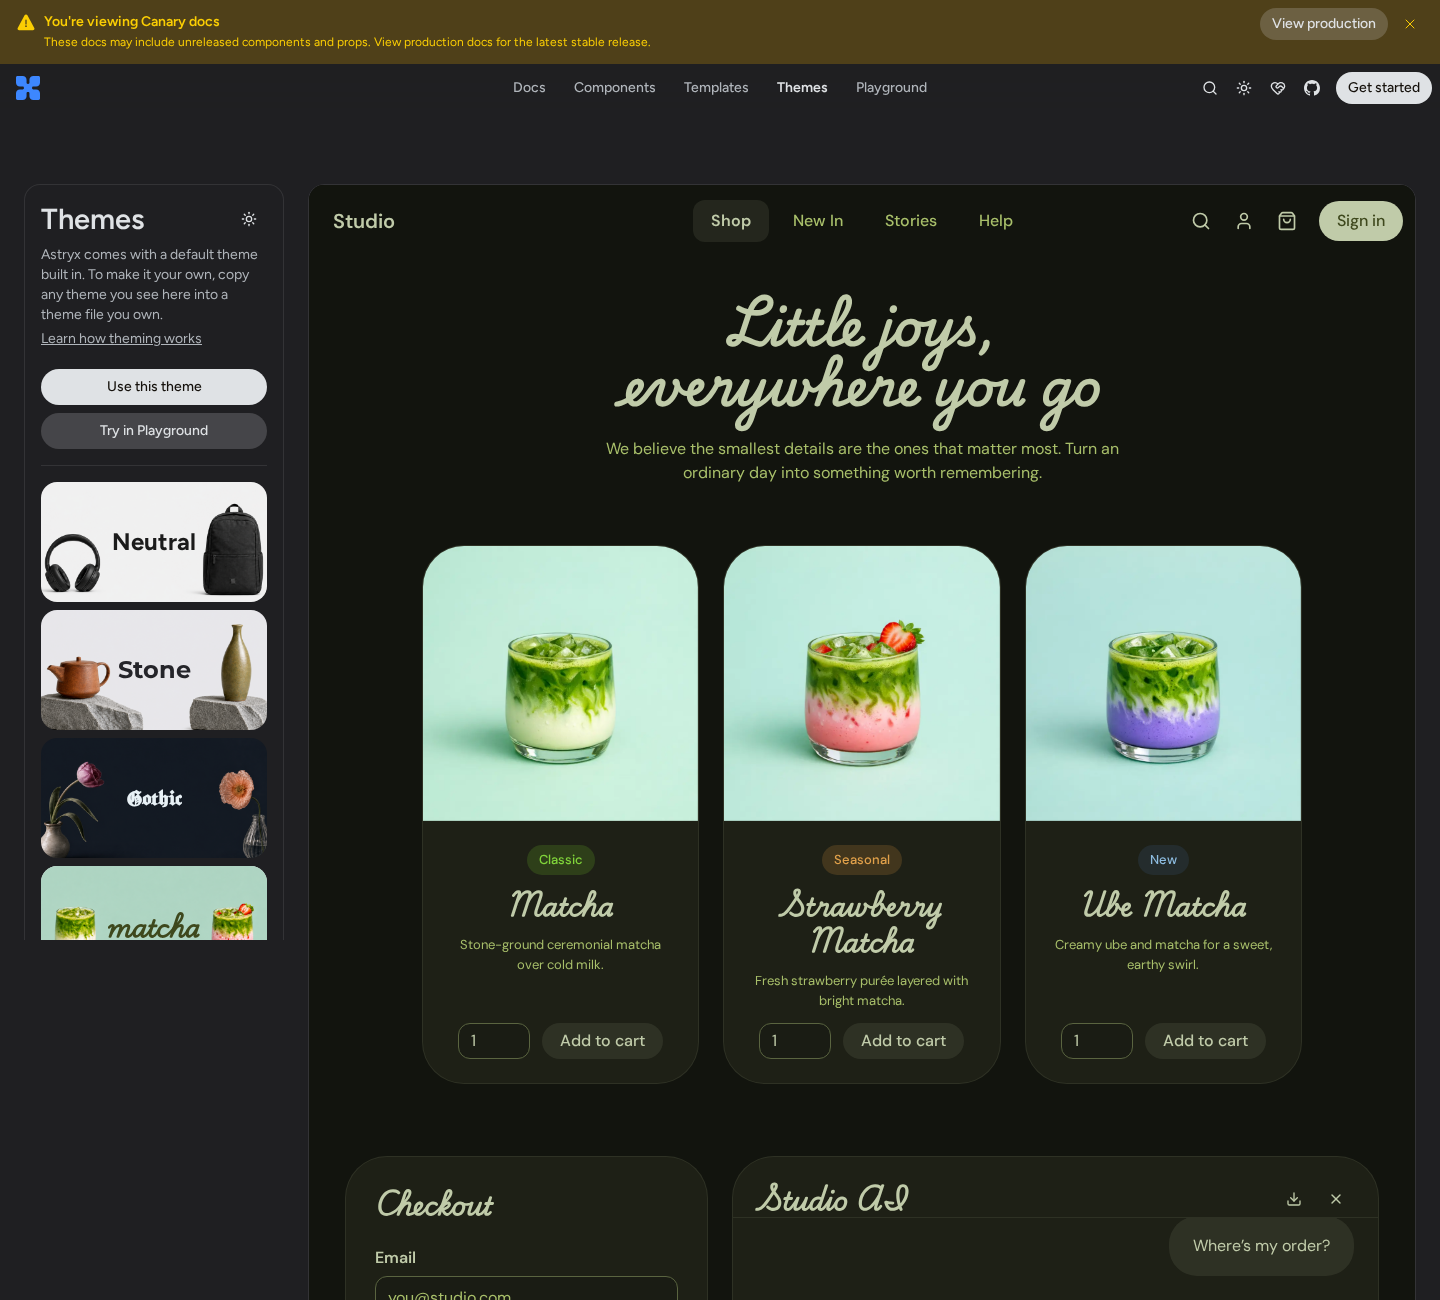 You're viewing Canary docs
These docs may include unreleased components and props. View production docs for the latest stable release.
View production
Docs
Components
Templates
Themes
Playground
Get started
Themes
Astryx comes with a default theme
built in. To make it your own, copy
any theme you see here into a
theme file you own.
Learn how theming works
Use this theme
Try in Playground
Neutral
Stone
Gothic
matcha
Studio
Shop
New In
Stories
Help
Sign in
Little joys,
everywhere you go
We believe the smallest details are the ones that matter most. Turn an
ordinary day into something worth remembering.
Classic
Matcha
Stone-ground ceremonial matcha
over cold milk.
1
Add to cart
Seasonal
Strawberry
Matcha
Fresh strawberry purée layered with
bright matcha.
1
Add to cart
New
Ube Matcha
Creamy ube and matcha for a sweet,
earthy swirl.
1
Add to cart
Checkout
Email
you@studio.com
Studio AI
Where's my order?